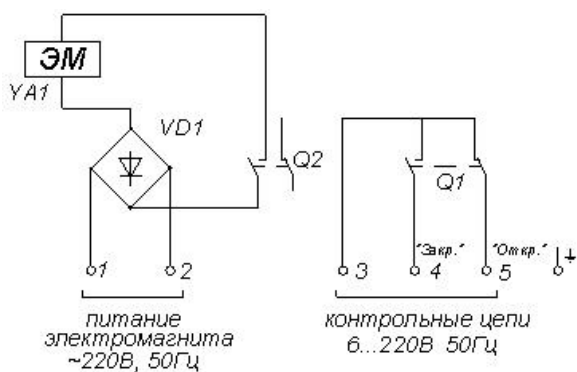 ЭМ
YA1
VD1
Q2
Q1
"Закр."
"Откр."
1
2
3
4
5
питание
электромагнита
~220В, 50Гц
контрольные цепи
6...220В 50Гц